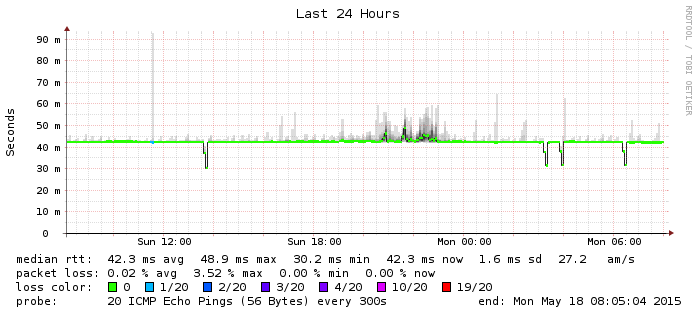 Last 24 Hours
RRDTOOL / TOBI OETIKER
Seconds
90 m
80 m
70 m
60 m
50 m
40 m
30 m
20 m
10 m
0
Sun 12:00 Sun 18:00 Mon 00:00 Mon 06:00
median rtt: 42.3 ms avg 48.9 ms max 30.2 ms min 42.3 ms now 1.6 ms sd 27.2 am/s
packet loss: 0.02 % avg 3.52 % max 0.00 % min 0.00 % now
loss color: 0 1/20 2/20 3/20 4/20 10/20 19/20
probe: 20 ICMP Echo Pings (56 Bytes) every 300s end: Mon May 18 08:05:04 2015